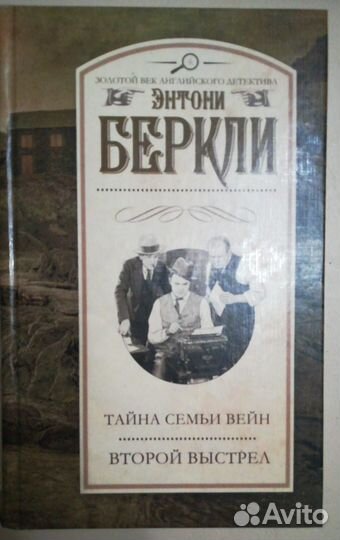 ЗОЛОТОЙ ВЕК АНГЛИЙСКОГО ДЕТЕКТИВА
ЭНТОНИ
БЕРКЛИ
ТАЙНА СЕМЬИ ВЕЙН
ВТОРОЙ ВЫСТРЕЛ
Avito